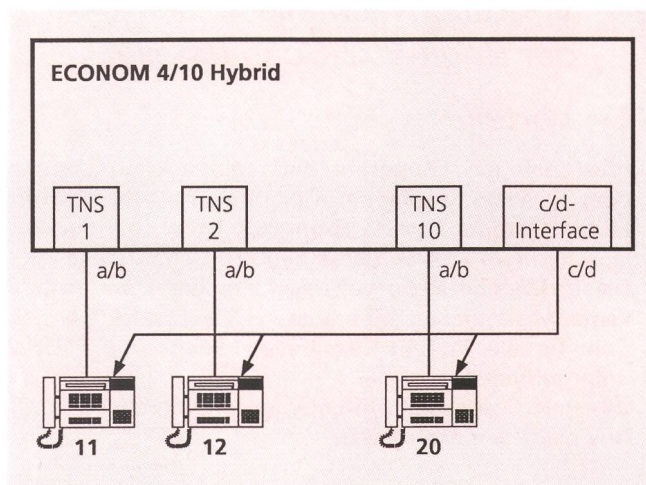 ECONOM 4/10 Hybrid
TNS
1
TNS
2
TNS
10
c/d-
Interface
a/b
a/b
a/b
c/d
11
12
20